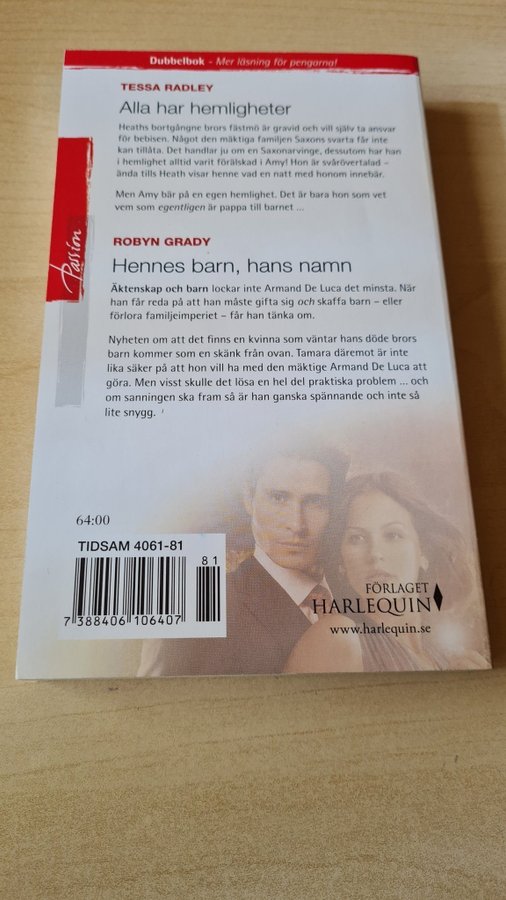 Dubbelbok - Mer läsning för pengarna!
TESSA RADLEY
Alla har hemligheter
Heaths bortgångne brors fästmö är gravid och vill själv ta ansvar
för bebisen. Något den mäktiga familjen Saxons svarta får inte
kan tillåta. Det handlar ju om en Saxonarvinge, dessutom har han
i hemlighet alltid varit förälskad i Amy! Hon är svårövertalad –
ända tills Heath visar henne vad en natt med honom innebär.
Men Amy bär på en egen hemlighet. Det är bara hon som vet
vem som egentligen är pappa till barnet ...
Passion
ROBYN GRADY
Hennes barn, hans namn
Äktenskap och barn lockar inte Armand De Luca det minsta. När
han får reda på att han måste gifta sig och skaffa barn – eller
förlora familjeimperiet – får han tänka om.
Nyheten om att det finns en kvinna som väntar hans döde brors
barn kommer som en skänk från ovan. Tamara däremot är inte
lika säker på att hon vill ha med den mäktige Armand De Luca att
göra. Men visst skulle det lösa en hel del praktiska problem ... och
om sanningen ska fram så är han ganska spännande och inte så
lite snygg.
64:00
TIDSAM 4061-81
81
7 388406 106407
FÖRLAGET
HARLEQUIN
www.harlequin.se